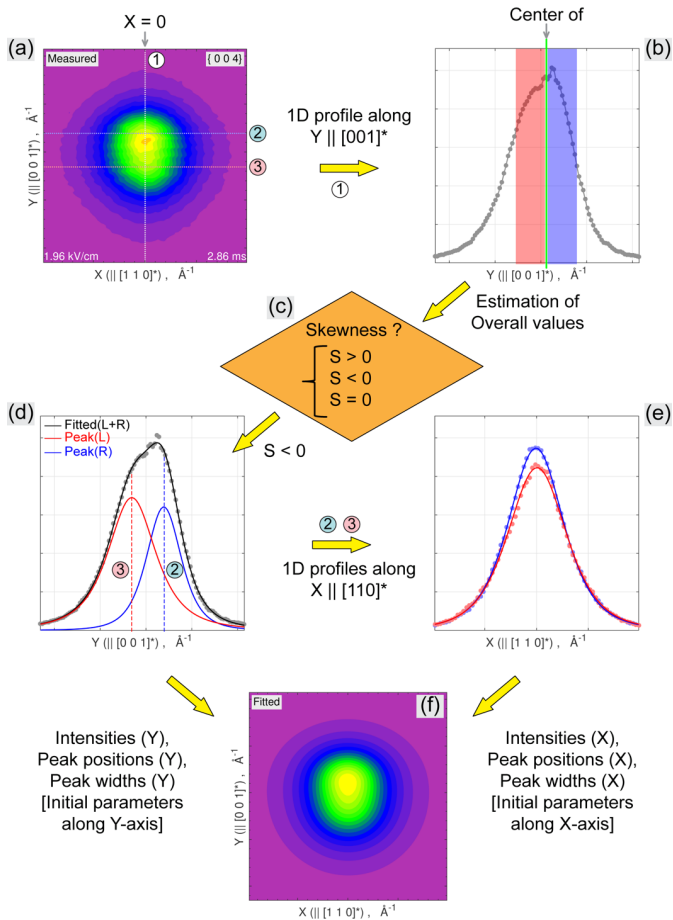 X = 0
Center of
(a)
Measured
1
{ 0 0 4}
2
3
Y (|| [0 0 1]*) , Å⁻¹
1.96 kV/cm
2.86 ms
X (|| [1 1 0]*) , Å⁻¹
1D profile along
Y || [001]*
1
(b)
Y (|| [0 0 1]*) , Å⁻¹
Estimation of
Overall values
(c)
Skewness ?
S > 0
S < 0
S = 0
S < 0
(d)
Fitted(L+R)
Peak(L)
Peak(R)
3
2
Y (|| [0 0 1]*) , Å⁻¹
2 3
1D profiles along
X || [110]*
(e)
X (|| [1 1 0]*) , Å⁻¹
Intensities (Y),
Peak positions (Y),
Peak widths (Y)
[Initial parameters
along Y-axis]
Fitted
(f)
Y (|| [0 0 1]*) , Å⁻¹
X (|| [1 1 0]*) , Å⁻¹
Intensities (X),
Peak positions (X),
Peak widths (X)
[Initial parameters
along X-axis]